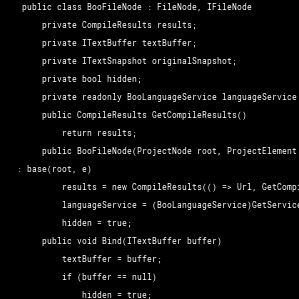 public class BooFileNode : FileNode, IFileNode
private CompileResults results;
private ITextBuffer textBuffer;
private ITextSnapshot originalSnapshot;
private bool hidden;
private readonly BooLanguageService languageService
public CompileResults GetCompileResults()
return results;
public BooFileNode(ProjectNode root, ProjectElement
: base(root, e)
results = new CompileResults(() => Url, GetCompi
languageService = (BooLanguageService)GetService
hidden = true;
public void Bind(ITextBuffer buffer)
textBuffer = buffer;
if (buffer == null)
hidden = true;